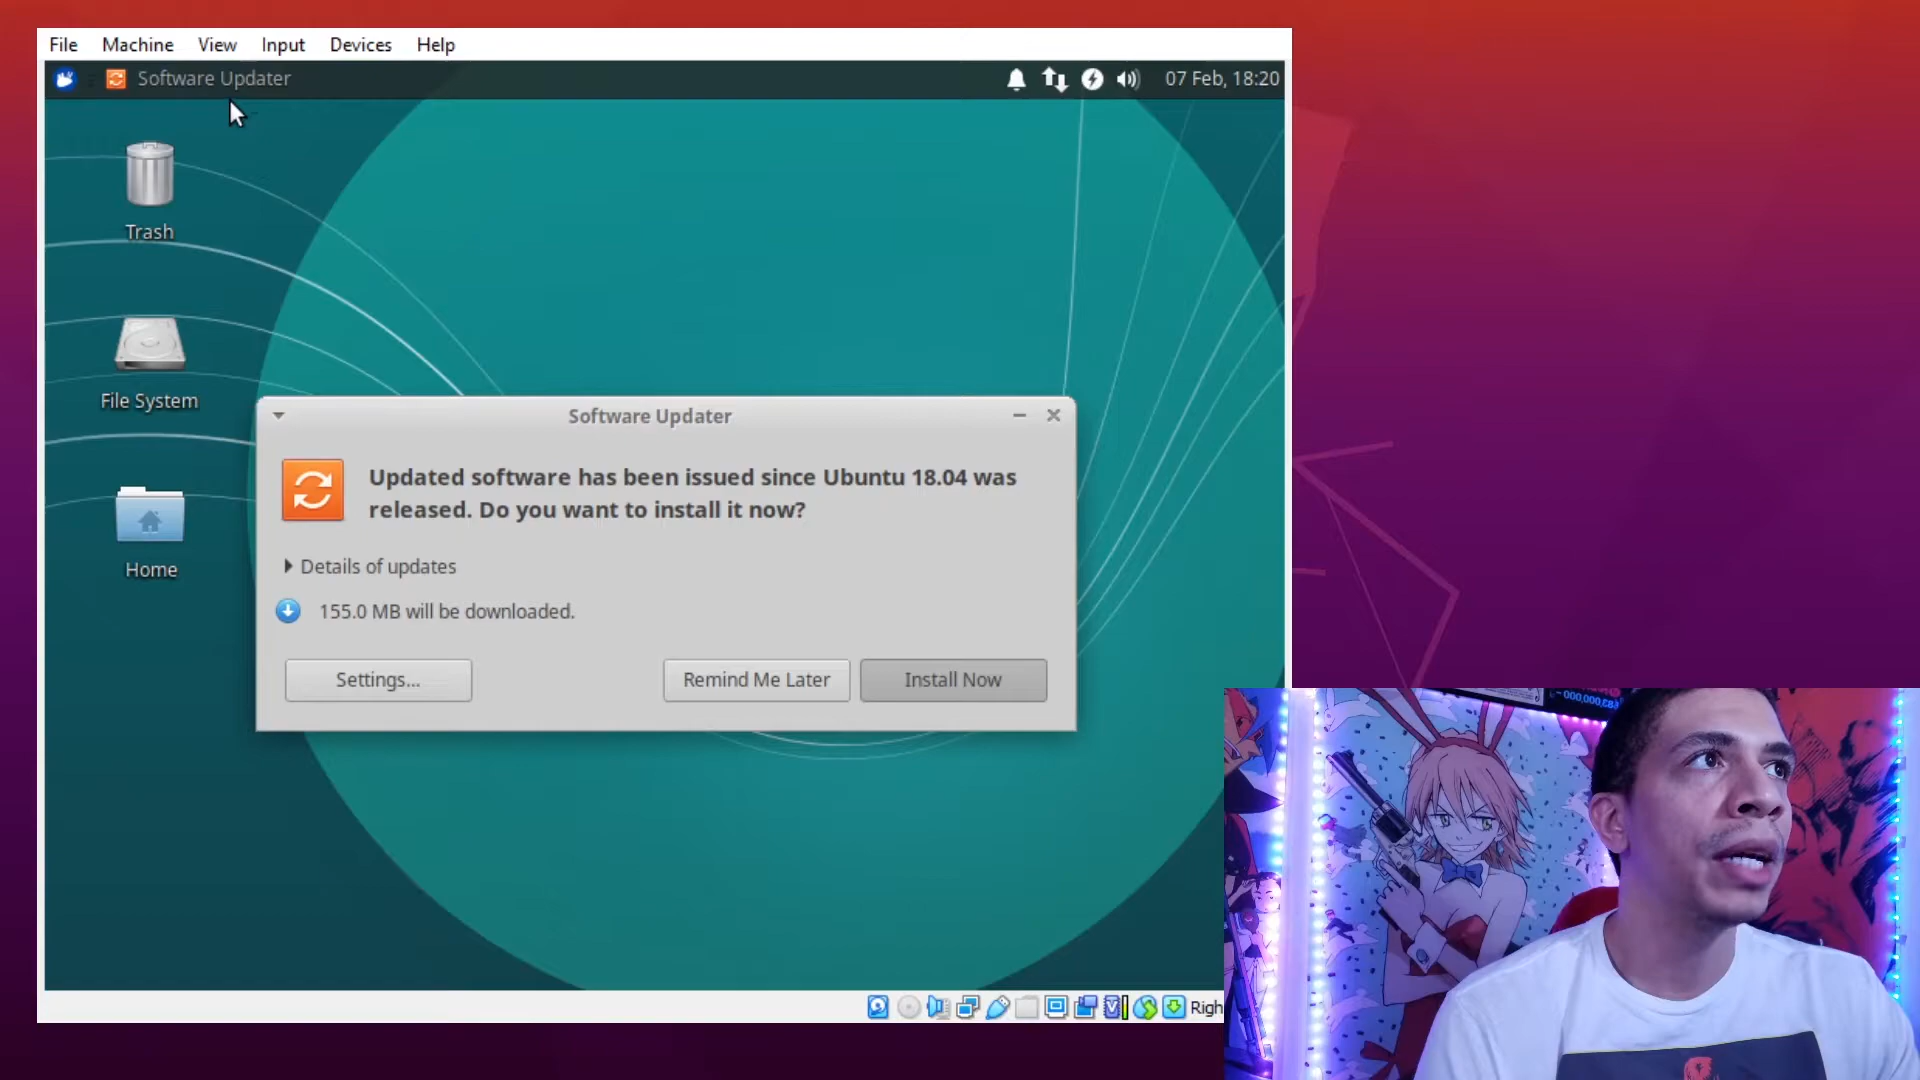 File Machine View Input Devices Help
Software Updater 07 Feb, 18:20
Trash
File System
Home
Software Updater
Updated software has been issued since Ubuntu 18.04 was
released. Do you want to install it now?
Details of updates
155.0 MB will be downloaded.
Settings... Remind Me Later Install Now
Righ